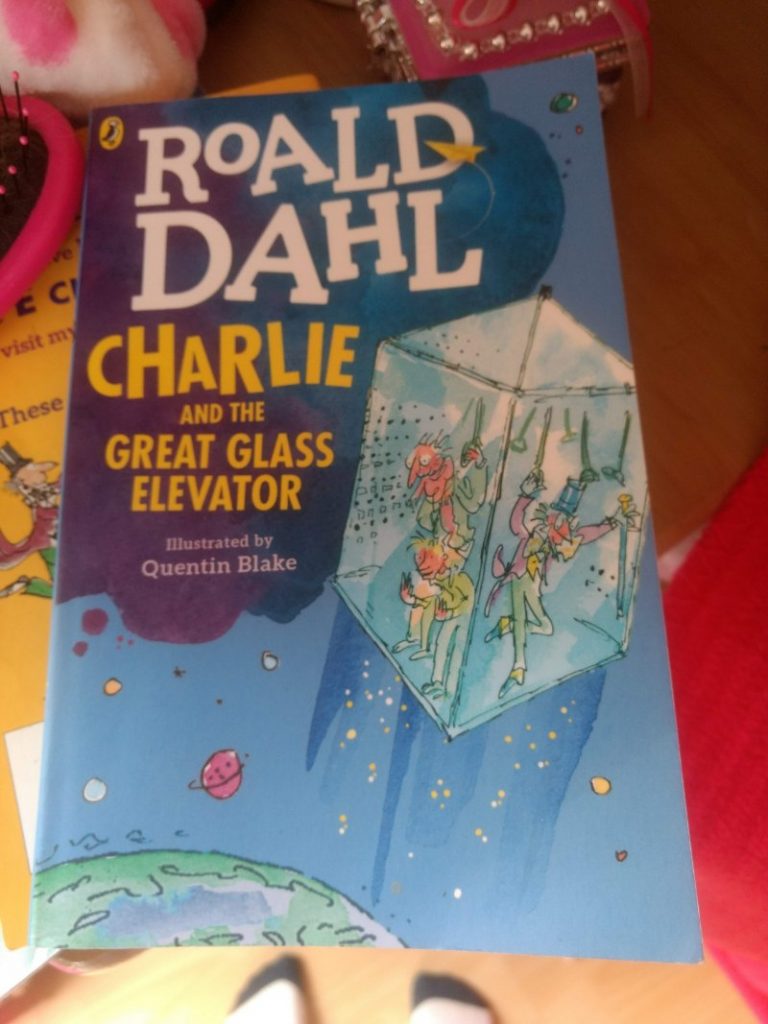 ROALD
DAHL
CHARLIE
AND THE
GREAT GLASS
ELEVATOR
Illustrated by
Quentin Blake
visit my
These